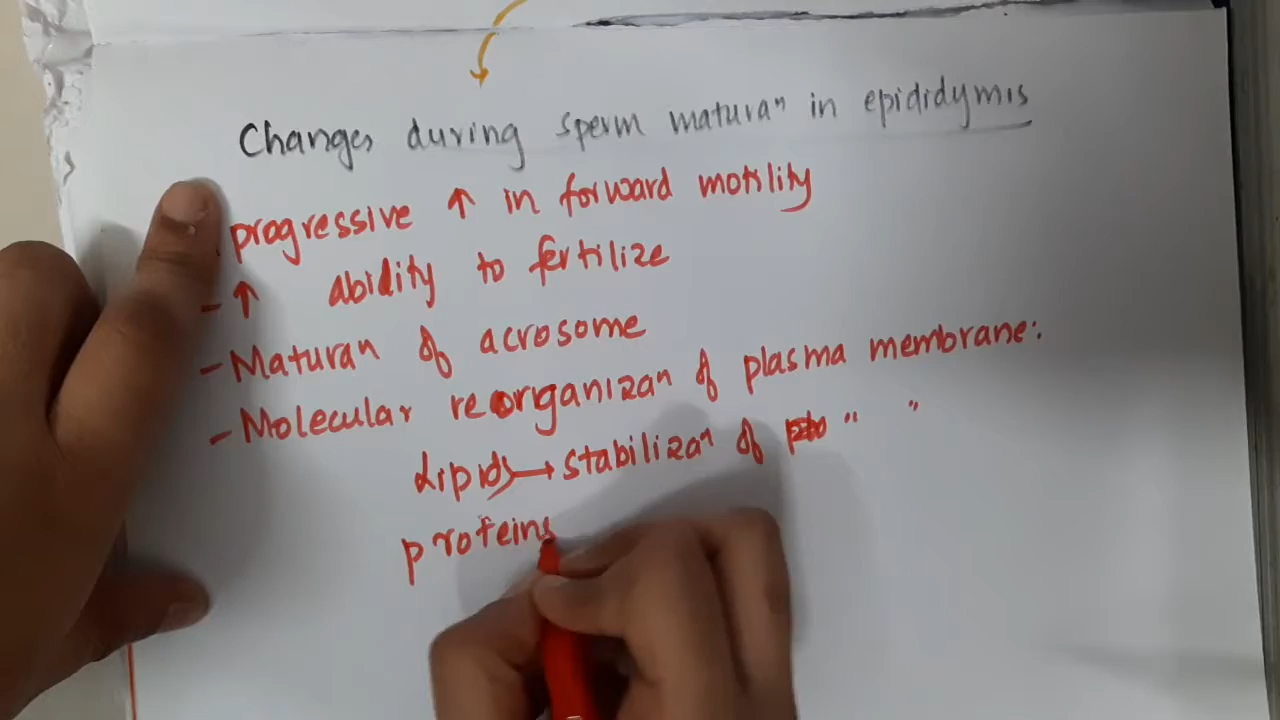 Changes during sperm maturaⁿ in epididymis
progressive ↑ in forward motility
- ↑ ability to fertilize
- Maturan of acrosome
- Molecular reorganizaⁿ of plasma membrane:
Lipids → stabilizaⁿ of " "
proteins